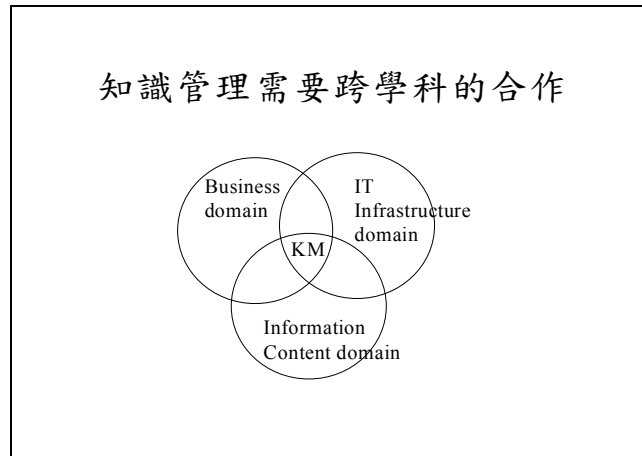 知識管理需要跨學科的合作
Business
domain
IT
Infrastructure
domain
KM
Information
Content domain